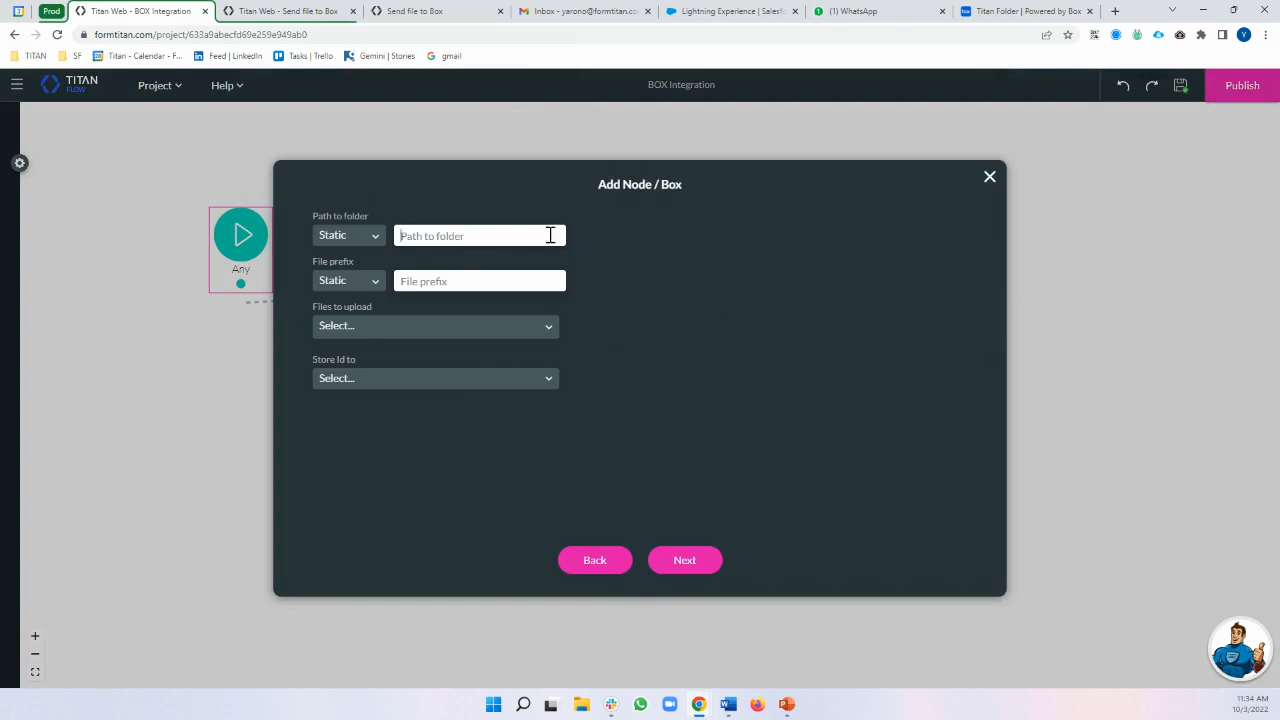 Prod
Titan Web - BOX Integration
Titan Web - Send file to Box
Send file to Box
Inbox - yarono@formtitan.c
Lightning Experience | Salesf
(1) WhatsApp
Titan Folder | Powered by Box
formtitan.com/project/633a9abecfd69e259e949ab0
Y
TITAN
SF
Titan - Calendar - F...
Feed | LinkedIn
Trello | Trello
Gemini | Stories
gmail
TITAN
FLOW
Project
Help
BOX Integration
Publish
Any
Add Node / Box
Path to folder
Static
Path to folder
File prefix
Static
File prefix
Files to upload
Select...
Store Id to
Select...
Back
Next
11:34 AM
10/3/2022